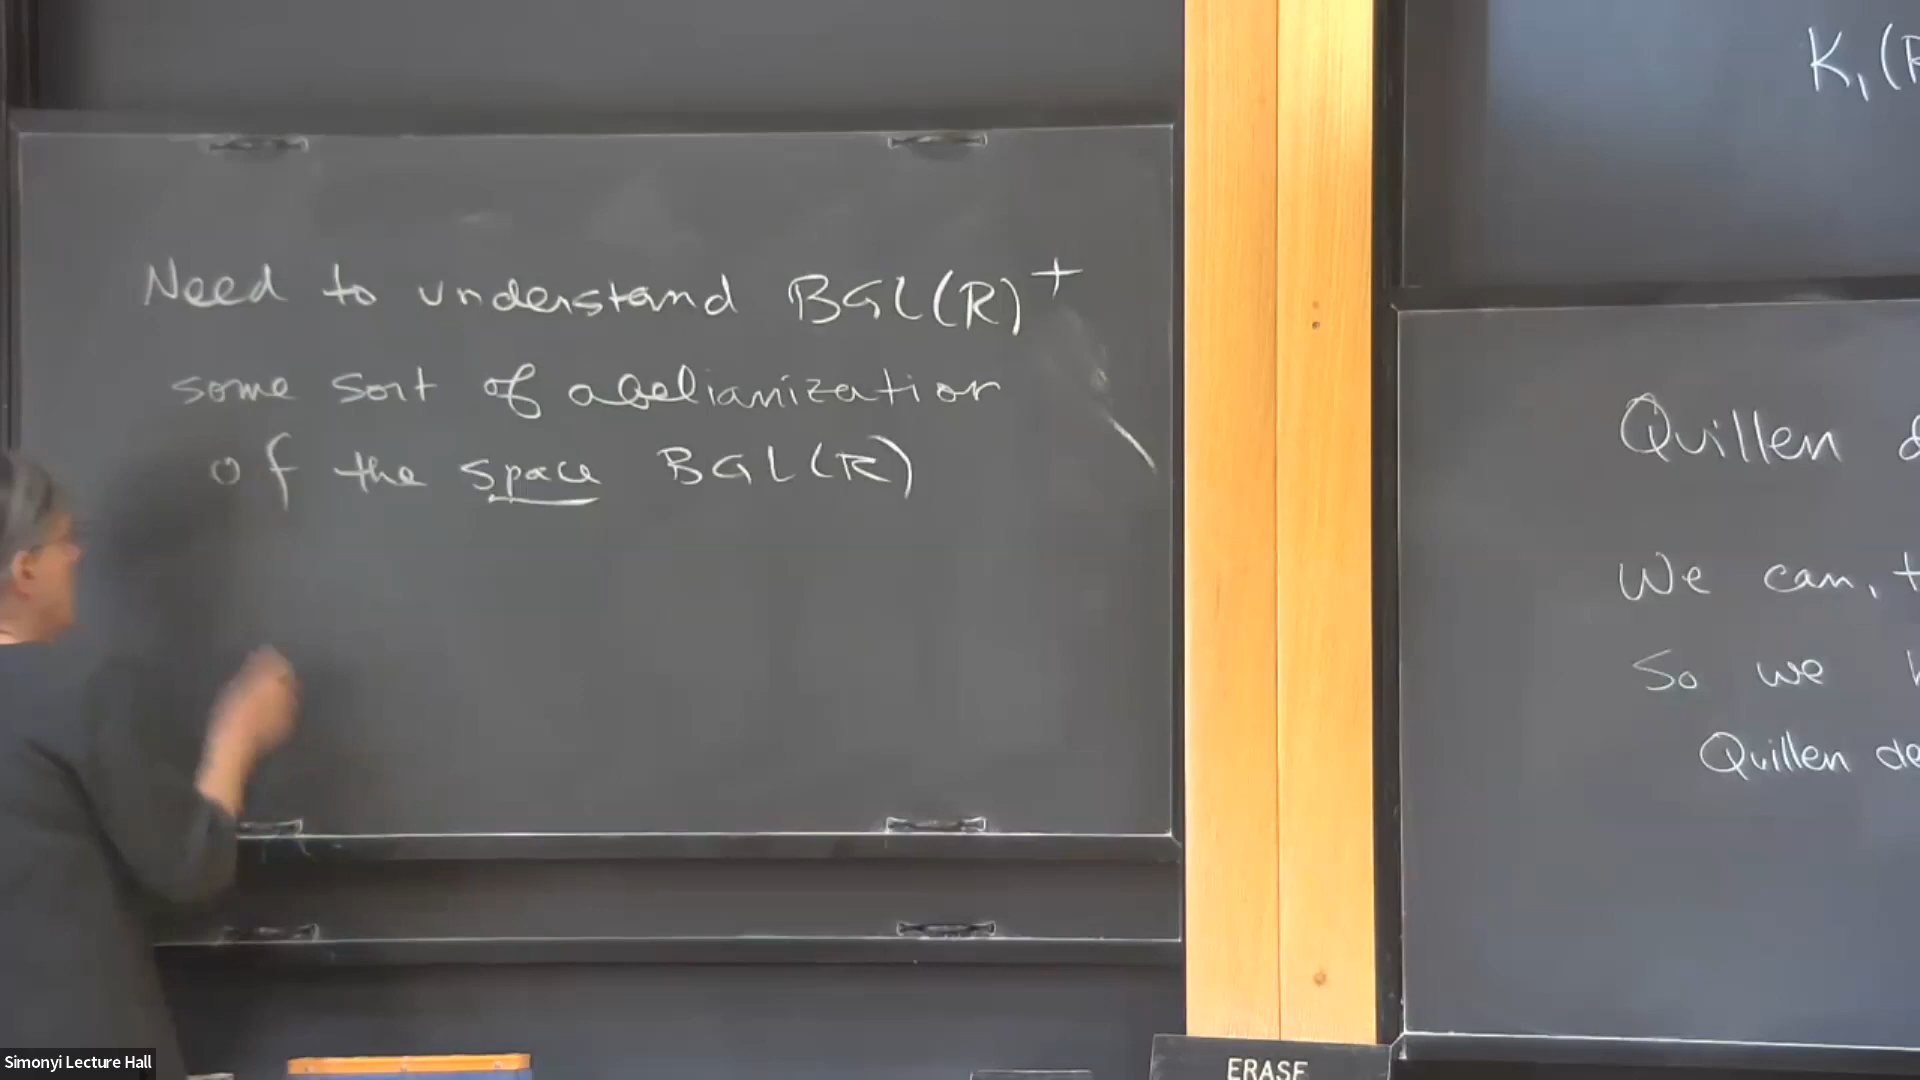 Need to understand BGL(R)⁺
some sort of abelianization
of the space BGL(R)
K₁(R
Quillen d
We can, t
So we
Quillen de
ERASE
Simonyi Lecture Hall